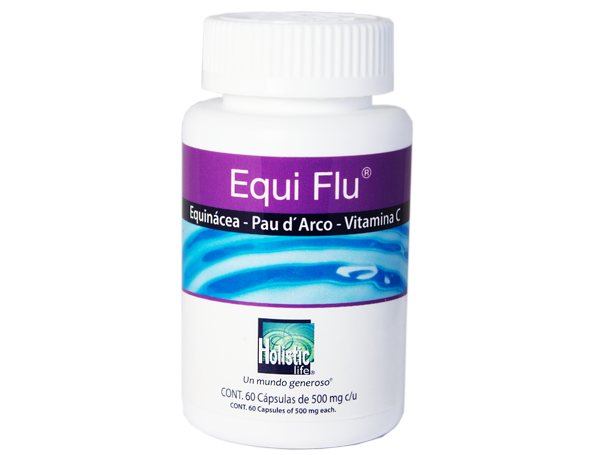 Equi Flu®
Equinácea - Pau d´Arco - Vitamina C
Holistic
life®
Un mundo generoso®
CONT. 60 Cápsulas de 500 mg c/u
CONT. 60 Capsules of 500 mg each.